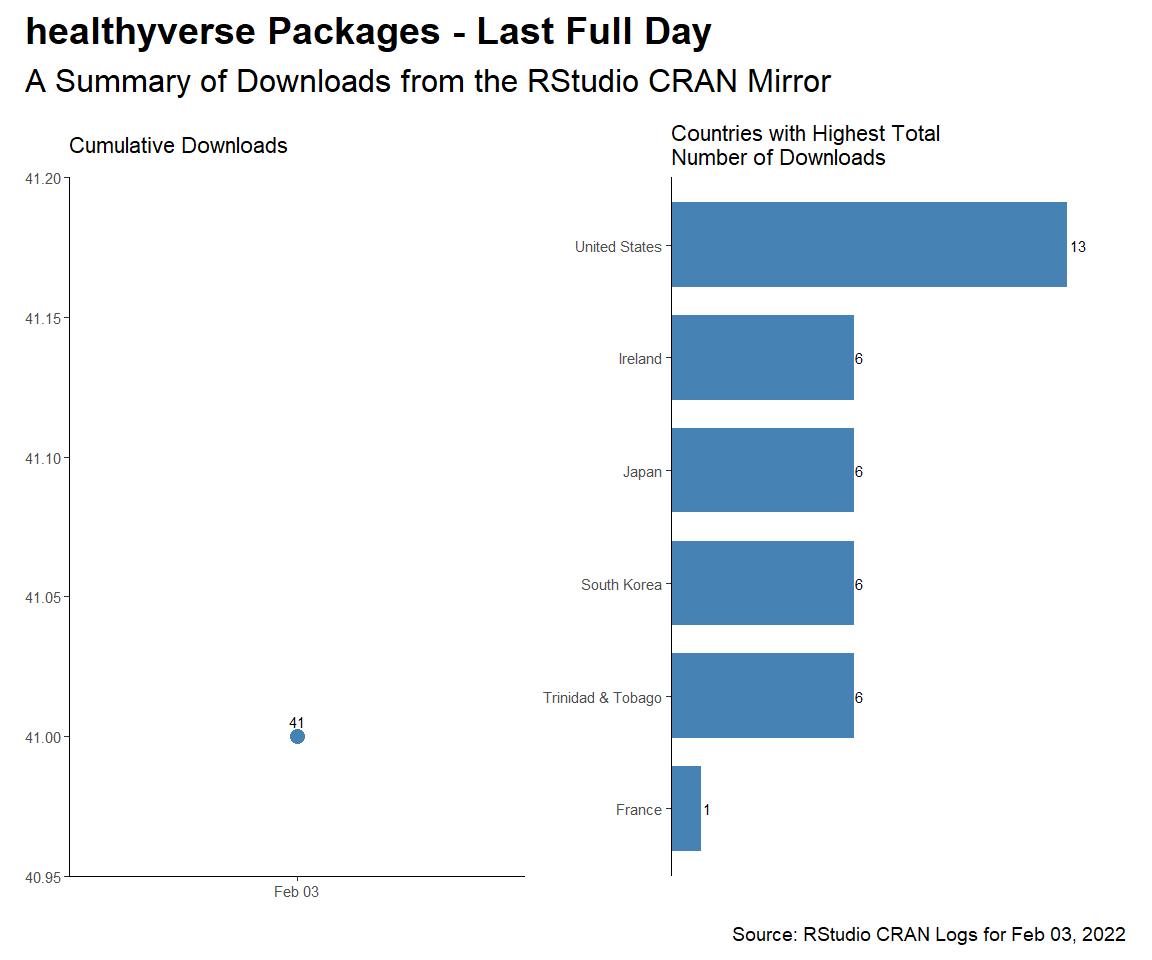 healthyverse Packages - Last Full Day
A Summary of Downloads from the RStudio CRAN Mirror
Cumulative Downloads
41.20
41.15
41.10
41.05
41.00
40.95
41
Feb 03
Countries with Highest Total
Number of Downloads
United States 13
Ireland 6
Japan 6
South Korea 6
Trinidad & Tobago 6
France 1
Source: RStudio CRAN Logs for Feb 03, 2022